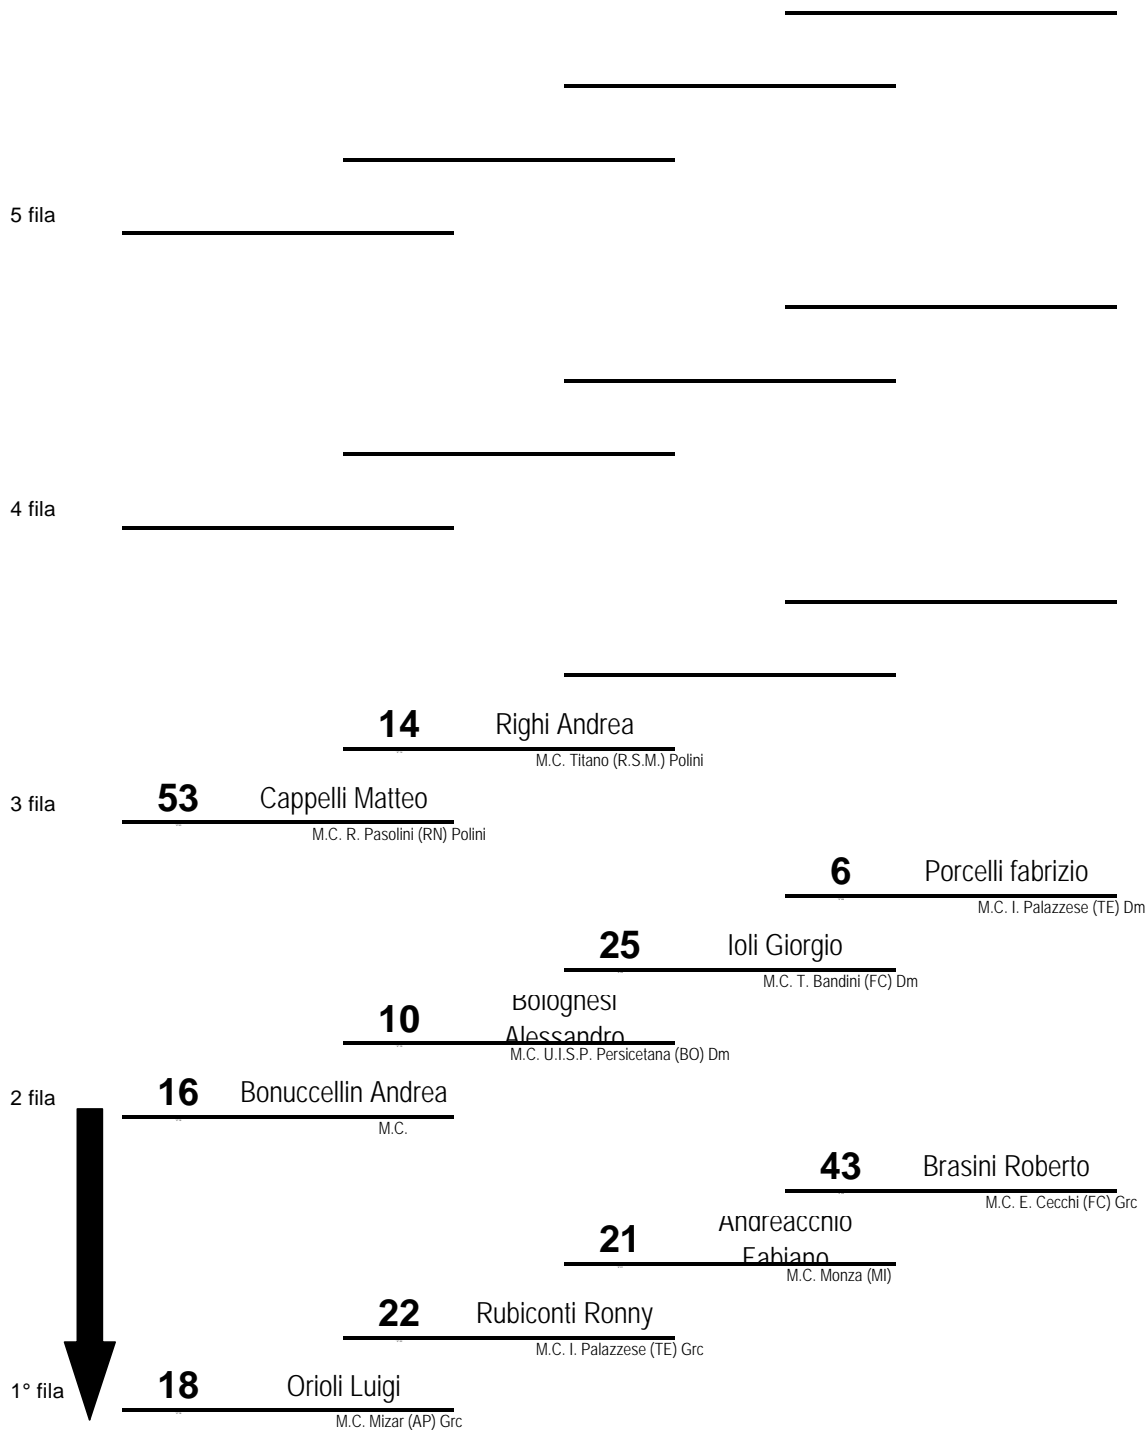 5 fila
4 fila
14 Righi Andrea
M.C. Titano (R.S.M.) Polini
3 fila 53 Cappelli Matteo
M.C. R. Pasolini (RN) Polini
6 Porcelli fabrizio
M.C. I. Palazzese (TE) Dm
25 Ioli Giorgio
M.C. T. Bandini (FC) Dm
Bolognesi
10
Alessandro
M.C. U.I.S.P. Persicetana (BO) Dm
2 fila 16 Bonuccellin Andrea
M.C.
43 Brasini Roberto
M.C. E. Cecchi (FC) Grc
Andreacchio
21
Fabiano
M.C. Monza (MI)
22 Rubiconti Ronny
M.C. I. Palazzese (TE) Grc
1° fila 18 Orioli Luigi
M.C. Mizar (AP) Grc